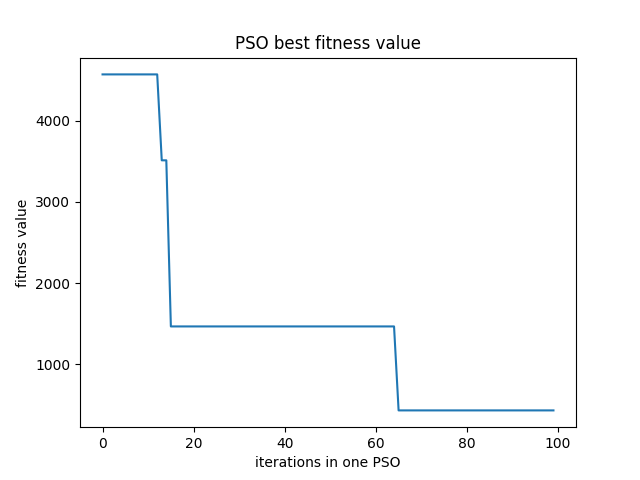 PSO best fitness value
fitness value
4000
3000
2000
1000
0 20 40 60 80 100
iterations in one PSO